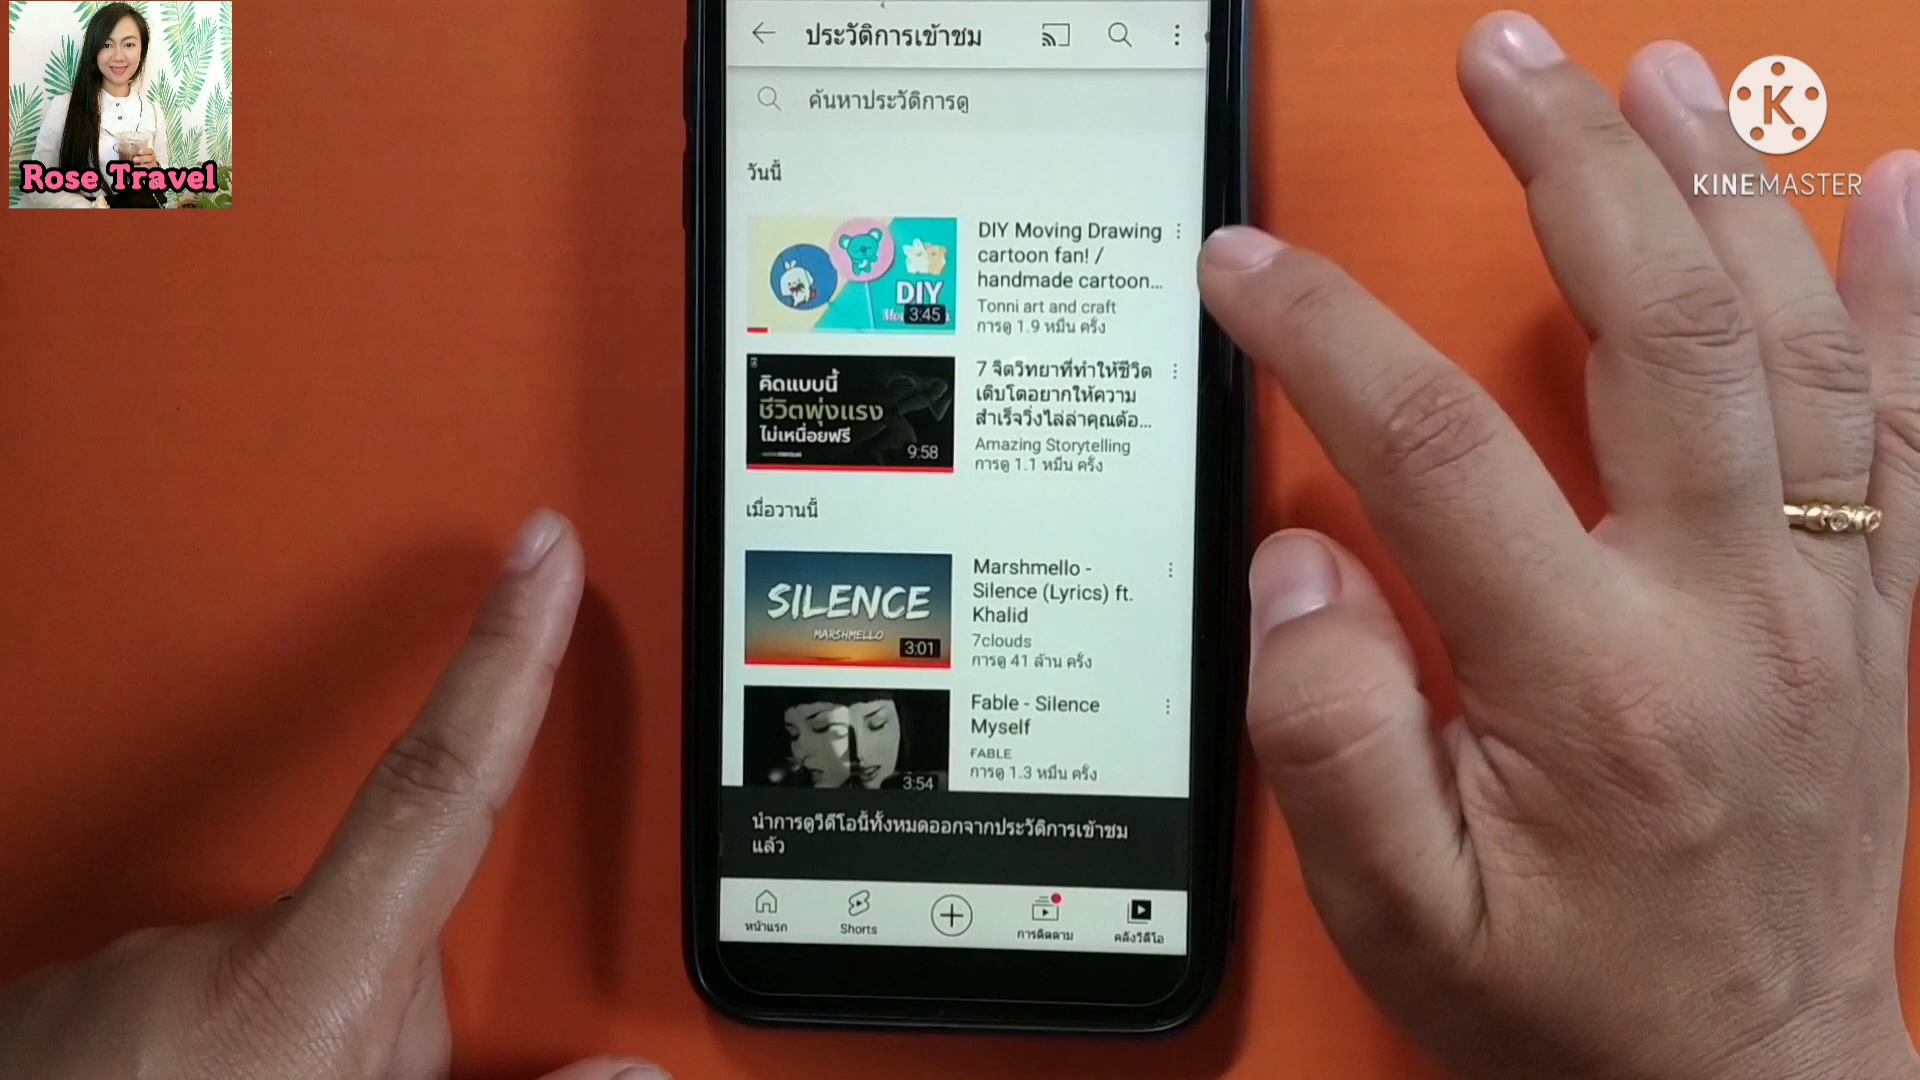 Rose Travel
KINEMASTER
ประวัติการเข้าชม
ค้นหาประวัติการดู
วันนี้
DIY
3:45
DIY Moving Drawing
cartoon fan! /
handmade cartoon...
Tonni art and craft
การดู 1.9 หมื่น ครั้ง
คิดแบบนี้
ชีวิตพุ่งแรง
ไม่เหนื่อยฟรี
9:58
7 จิตวิทยาที่ทำให้ชีวิต
เติบโตอยากให้ความ
สำเร็จวิ่งไล่ล่าคุณต้อ...
Amazing Storytelling
การดู 1.1 หมื่น ครั้ง
เมื่อวานนี้
SILENCE
MARSHMELLO
3:01
Marshmello -
Silence (Lyrics) ft.
Khalid
7clouds
การดู 41 ล้าน ครั้ง
3:54
Fable - Silence
Myself
FABLE
การดู 1.3 หมื่น ครั้ง
นำการดูวิดีโอนี้ทั้งหมดออกจากประวัติการเข้าชม
แล้ว
หน้าแรก
Shorts
การติดตาม
คลังวิดีโอ